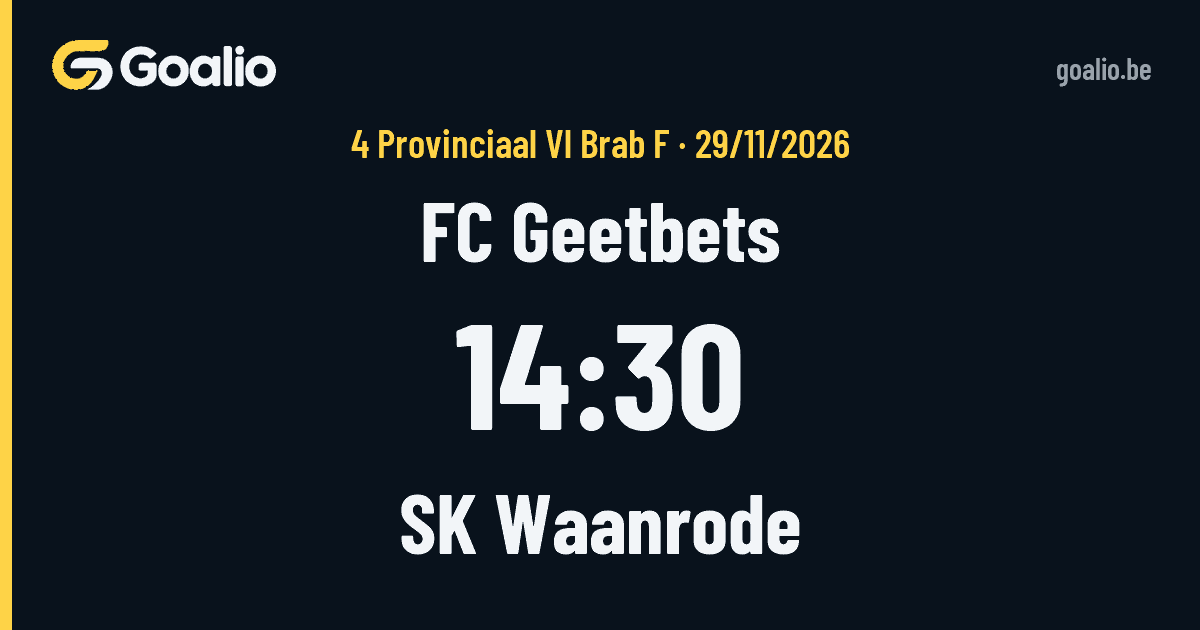 Goalio
goalio.be
4 Provinciaal Vl Brab F · 29/11/2026
FC Geetbets
14:30
SK Waanrode